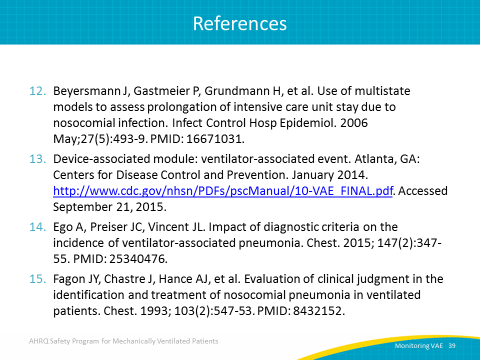 References
12. Beyersmann J, Gastmeier P, Grundmann H, et al. Use of multistate
models to assess prolongation of intensive care unit stay due to
nosocomial infection. Infect Control Hosp Epidemiol. 2006
May;27(5):493-9. PMID: 16671031.
13. Device-associated module: ventilator-associated event. Atlanta, GA:
Centers for Disease Control and Prevention. January 2014.
http://www.cdc.gov/nhsn/PDFs/pscManual/10-VAE_FINAL.pdf. Accessed
September 21, 2015.
14. Ego A, Preiser JC, Vincent JL. Impact of diagnostic criteria on the
incidence of ventilator-associated pneumonia. Chest. 2015; 147(2):347-
55. PMID: 25340476.
15. Fagon JY, Chastre J, Hance AJ, et al. Evaluation of clinical judgment in the
identification and treatment of nosocomial pneumonia in ventilated
patients. Chest. 1993; 103(2):547-53. PMID: 8432152.
AHRQ Safety Program for Mechanically Ventilated Patients
Monitoring VAE 39